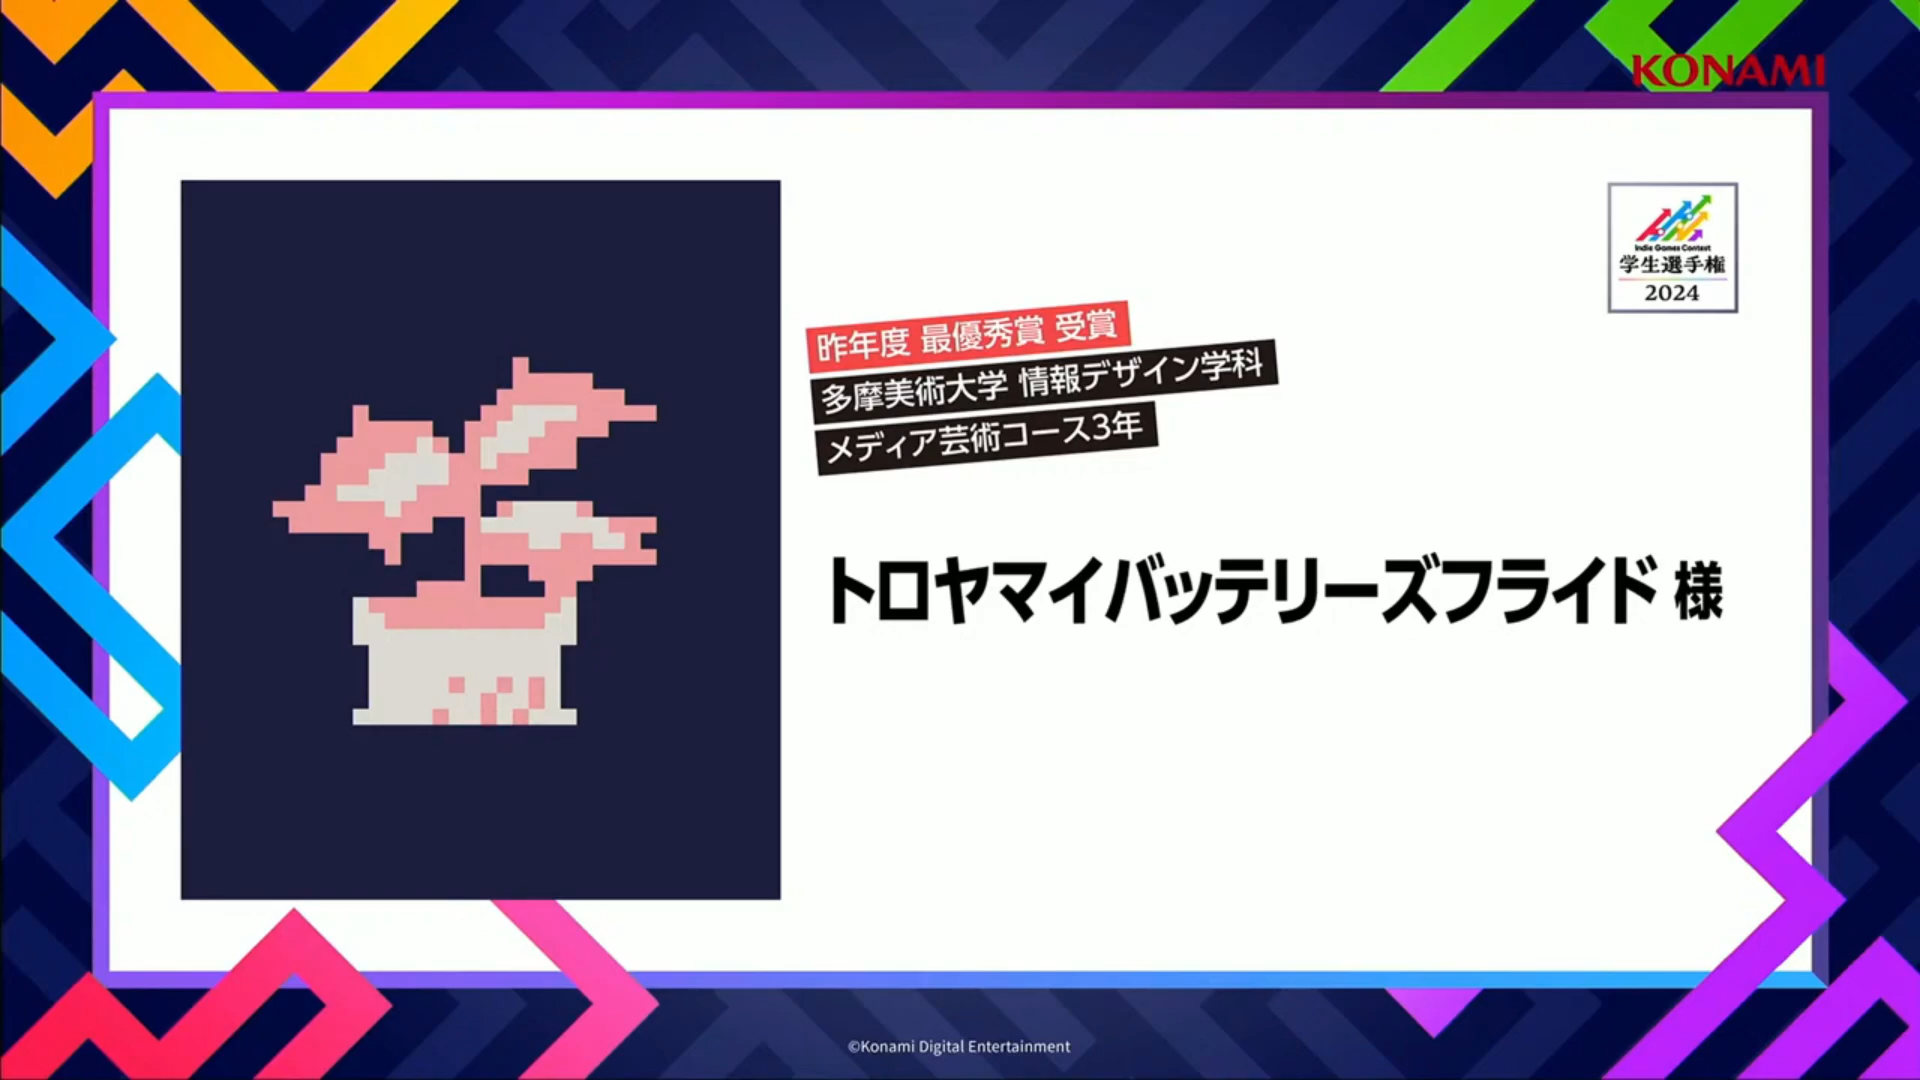 KONAMI
Indie Games Contest
学生選手権
2024
昨年度 最優秀賞 受賞
多摩美術大学 情報デザイン学科
メディア芸術コース3年
トロヤマイバッテリーズフライド 様
©Konami Digital Entertainment